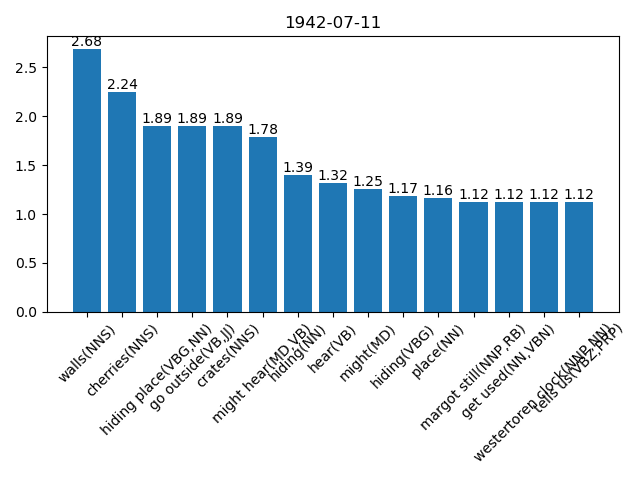 1942-07-11
2.68
2.24
1.89
1.89
1.89
1.78
1.39
1.32
1.25
1.17
1.16
1.12
1.12
1.12
1.12
2.5
2.0
1.5
1.0
0.5
0.0
walls(NNS)
cherries(NNS)
hiding place(VBG,NN)
go outside(VB,JJ)
crates(NNS)
might hear(MD,VB)
hiding(NN)
hear(VB)
might(MD)
hiding(VBG)
place(NN)
margot still(NNP,RB)
get used(NN,VBN)
westertoren clock(NNP,NN)
tells us(VBZ,PRP)